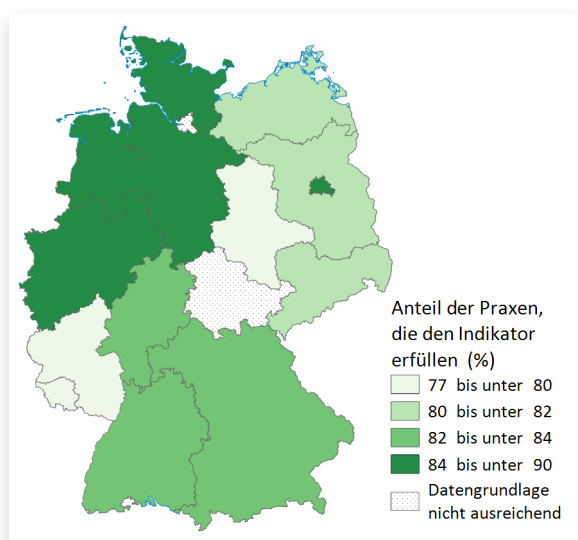 Anteil der Praxen,
die den Indikator
erfüllen (%)
77 bis unter 80
80 bis unter 82
82 bis unter 84
84 bis unter 90
Datengrundlage
nicht ausreichend